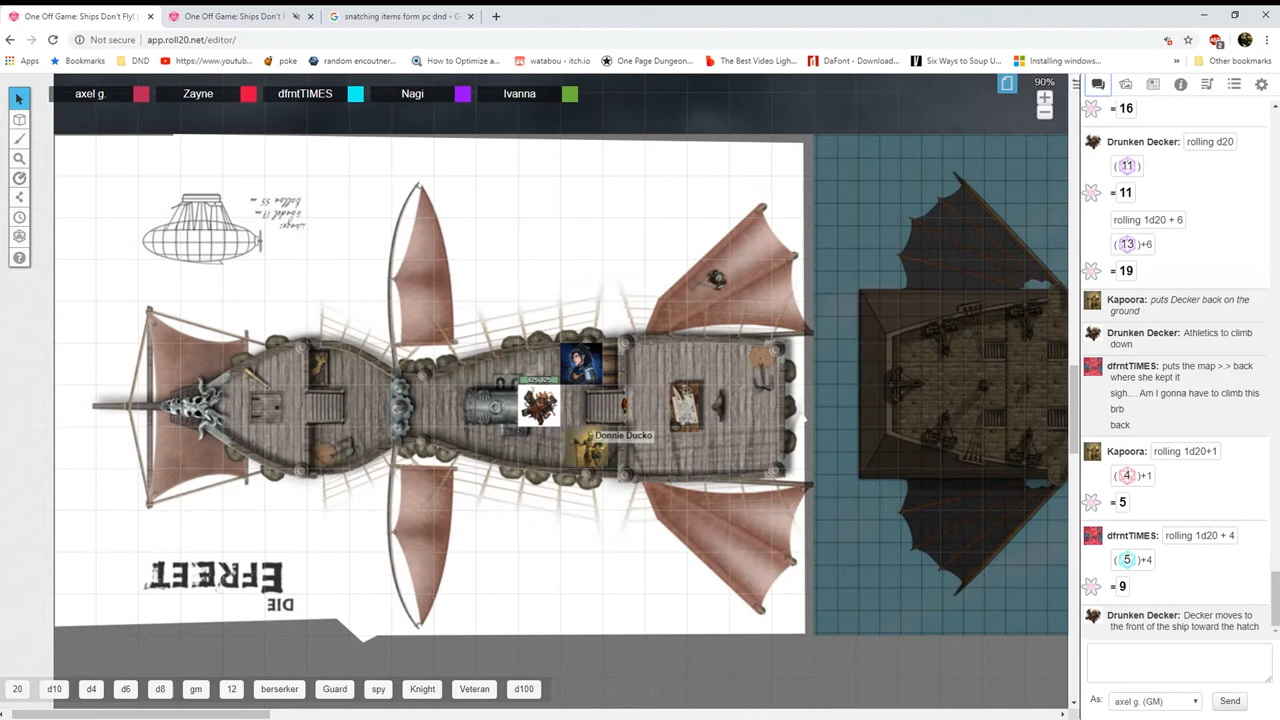 One Off Game: Ships Don't Fly! |
One Off Game: Ships Don't F
snatching items form pc dnd - G
Not secure | app.roll20.net/editor/
Apps
Bookmarks
DND
https://www.youtub...
poke
random encoutner...
How to Optimize a...
watabou - itch.io
One Page Dungeon...
The Best Video Ligh...
DaFont - Download...
Six Ways to Soup U...
Installing windows...
»
Other bookmarks
axel g.
Zayne
dfrntTIMES
Nagi
Ivanna
90%
125/125
Donnie Ducko
EFREET
DIE
= 16
Drunken Decker: rolling d20
(11)
= 11
rolling 1d20 + 6
(13)+6
= 19
Kapoora: puts Decker back on the
ground
Drunken Decker: Athletics to climb
down
dfrntTIMES: puts the map >.> back
where she kept it
sigh.... Am I gonna have to climb this
brb
back
Kapoora: rolling 1d20+1
(4)+1
= 5
dfrntTIMES: rolling 1d20 + 4
(5)+4
= 9
Drunken Decker: Decker moves to
the front of the ship toward the hatch
As: axel g. (GM)
Send
20
d10
d4
d6
d8
gm
12
berserker
Guard
spy
Knight
Veteran
d100